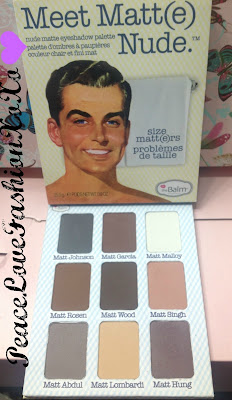 Meet Matt(e)
Nude.™
nude matte eyeshadow palette
palette d'ombres à paupières
couleur chair et fini mat
size
matt(e)rs
problèmes
de taille
theBalm
Matt Johnson Matt Garcia Matt Malloy
Matt Rosen Matt Wood Matt Singh
Matt Abdul Matt Lombardi Matt Hung
PeaceLoveFashionXoXo